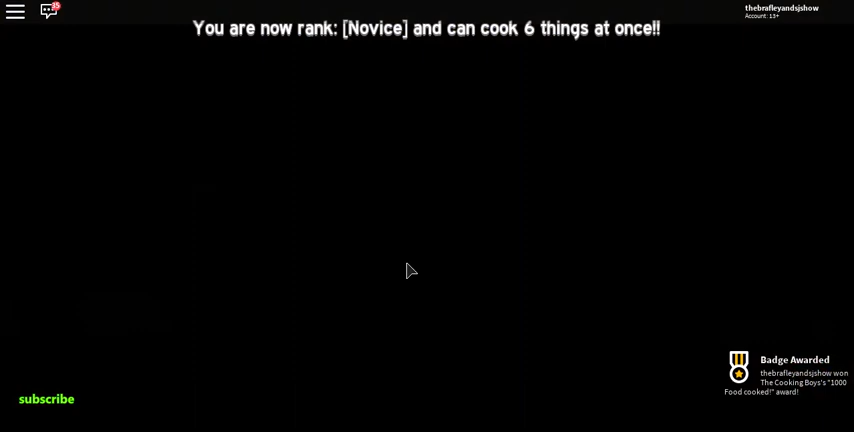 35
thebrafleyandsjshow
Account: 13+
You are now rank: [Novice] and can cook 6 things at once!!
Badge Awarded
thebrafleyandsjshow won
The Cooking Boys's "1000
Food cooked!" award!
subscribe